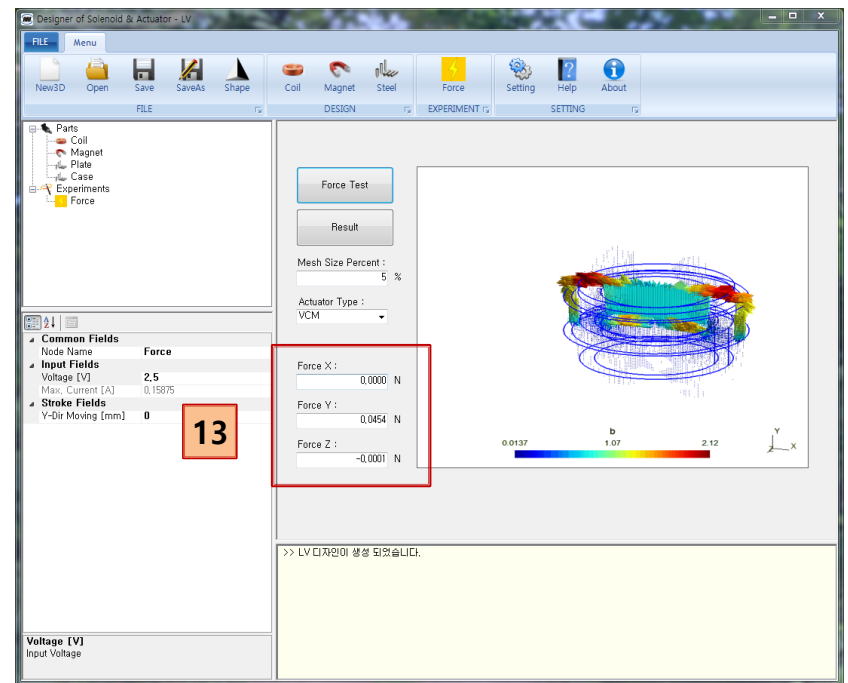 Designer of Solenoid & Actuator - LV
FILE Menu
New3D Open Save SaveAs Shape Coil Magnet Steel Force Setting Help About
FILE DESIGN EXPERIMENT SETTING
Parts
Coil
Magnet
Plate
Case
Experiments
Force
Force Test
Result
Mesh Size Percent :
5 %
Actuator Type :
VCM
Common Fields
Node Name Force
Input Fields
Voltage [V] 2,5
Max, Current [A] 0,15875
Stroke Fields
Y-Dir Moving [mm] 0
13
Force X :
0,0000 N
Force Y :
0,0454 N
Force Z :
-0,0001 N
b
0.0137 1.07 2.12
Y
X
Z
>> LV 디자인이 생성 되었습니다,
Voltage [V]
Input Voltage